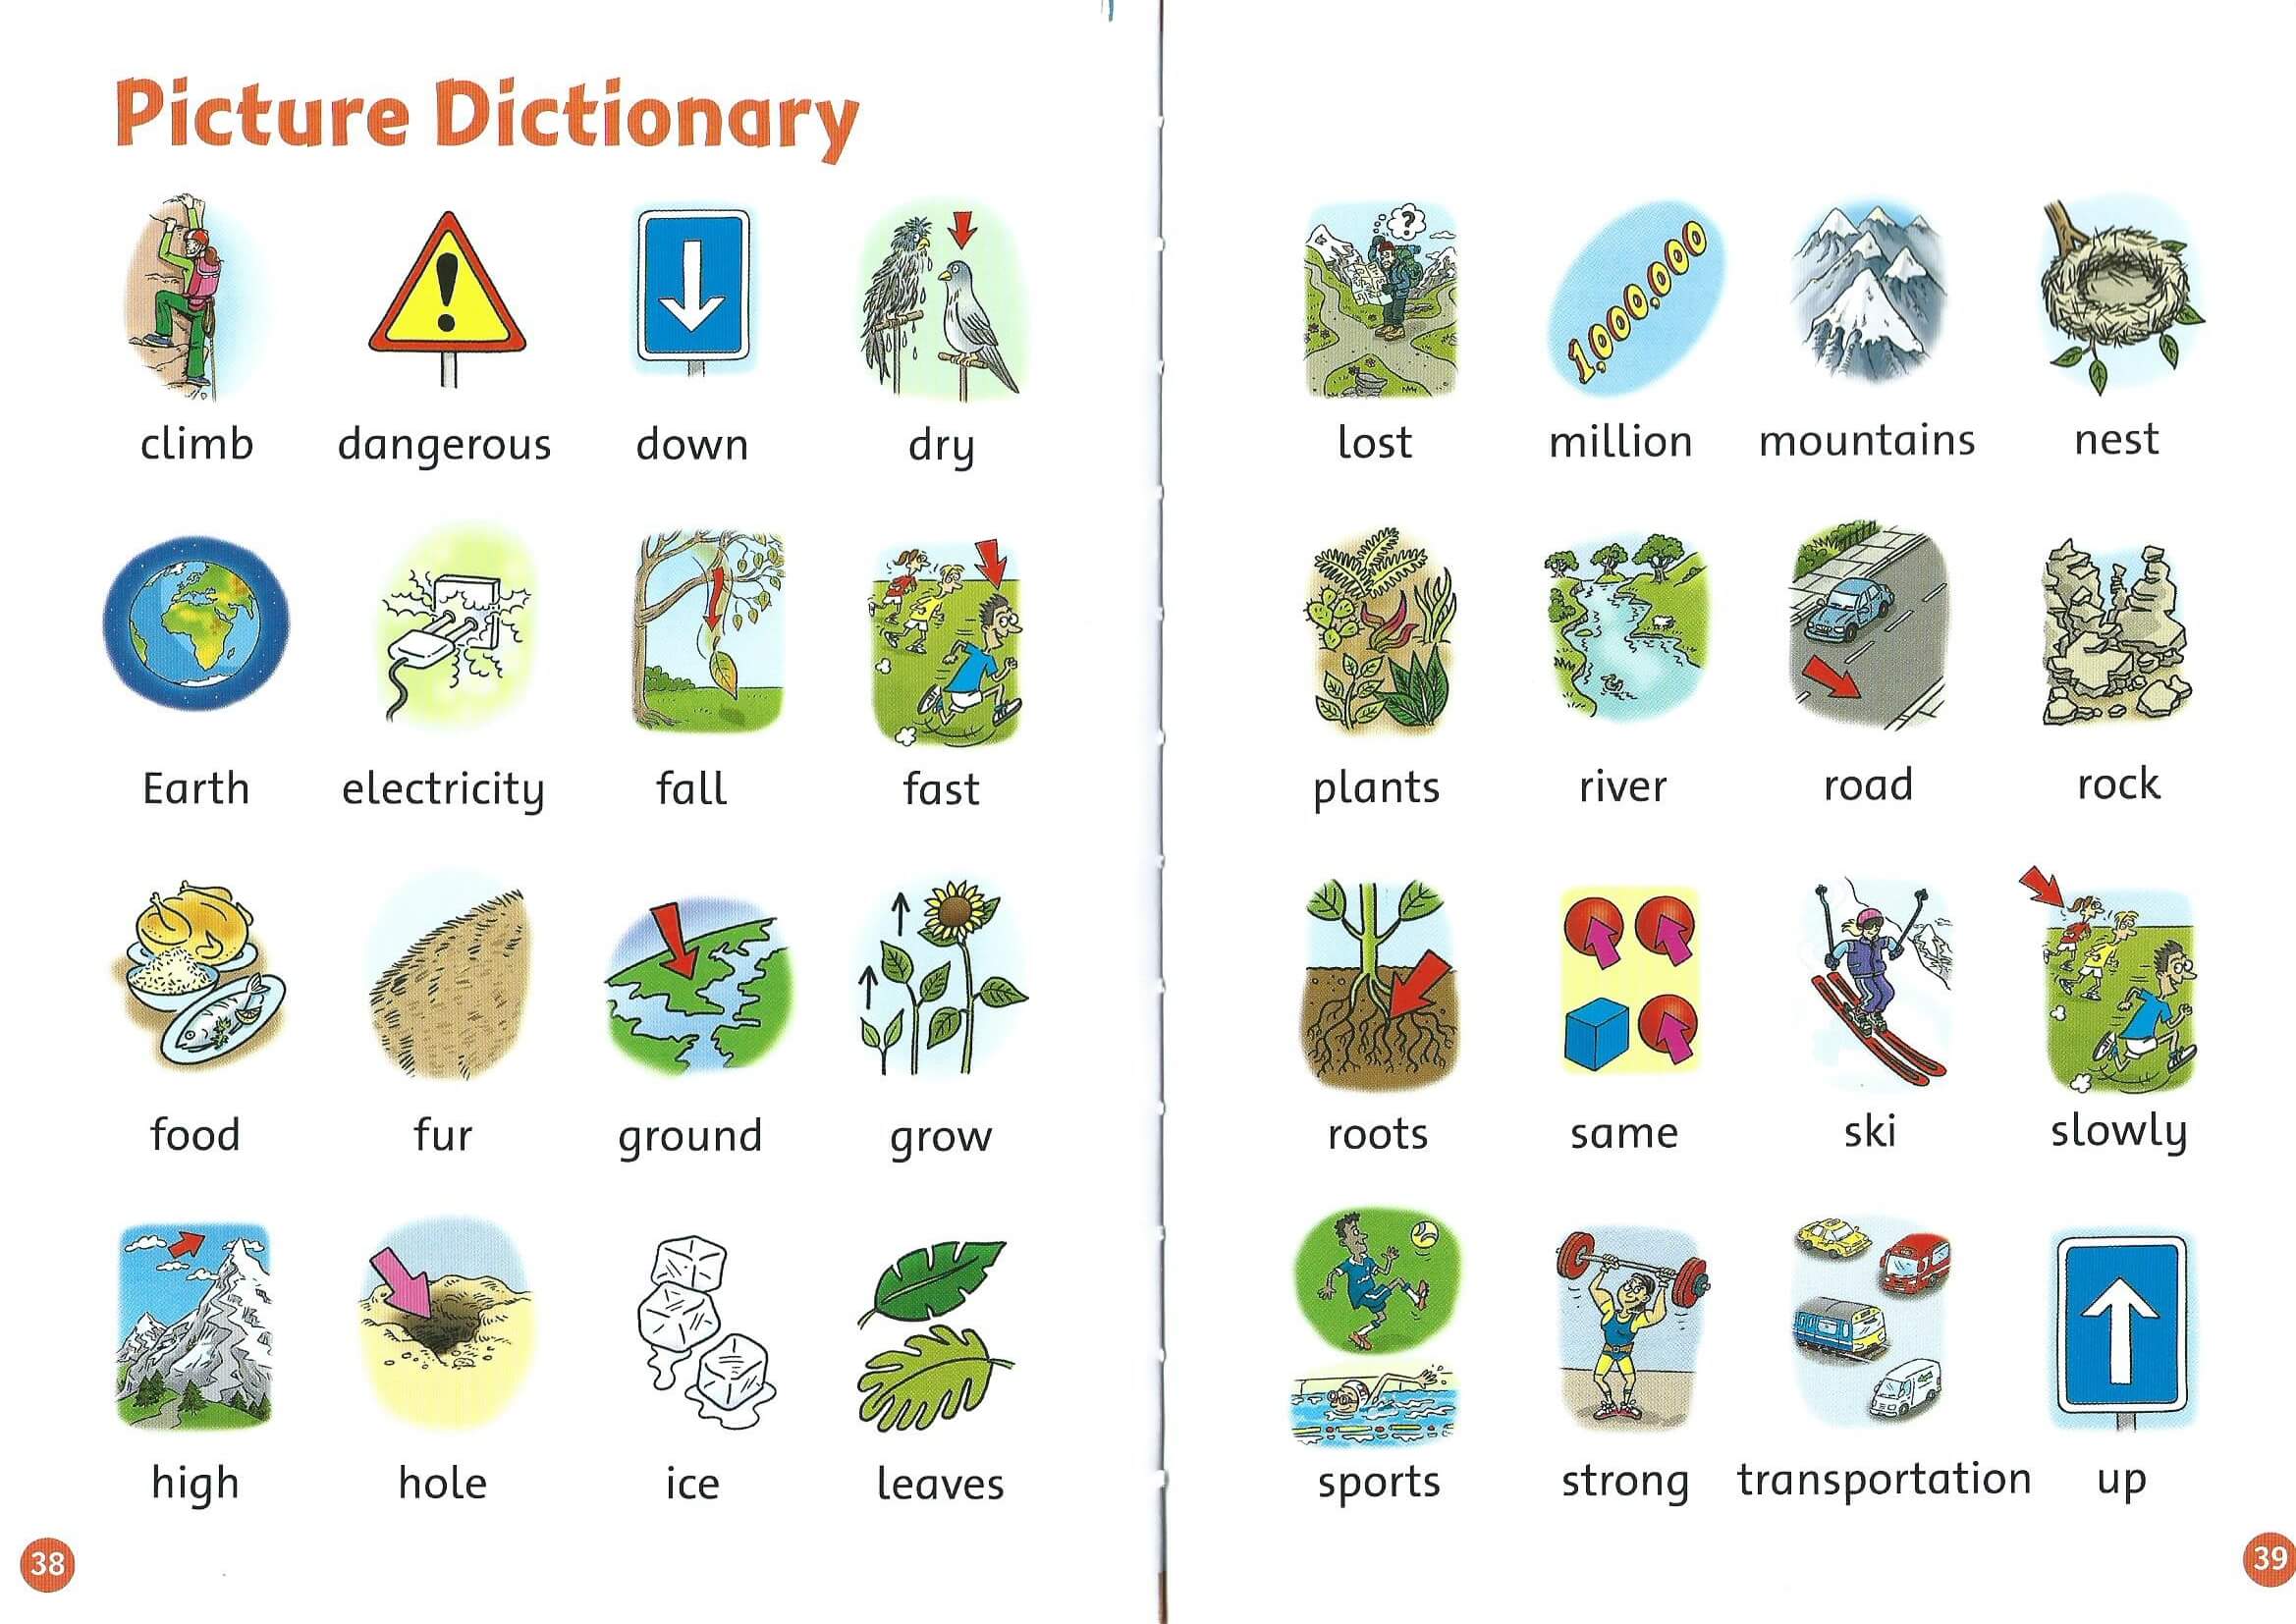 Picture Dictionary
climb dangerous down dry
Earth electricity fall fast
food fur ground grow
high hole ice leaves
38
?
1,000,000
lost million mountains nest
plants river road rock
roots same ski slowly
sports strong transportation up
39